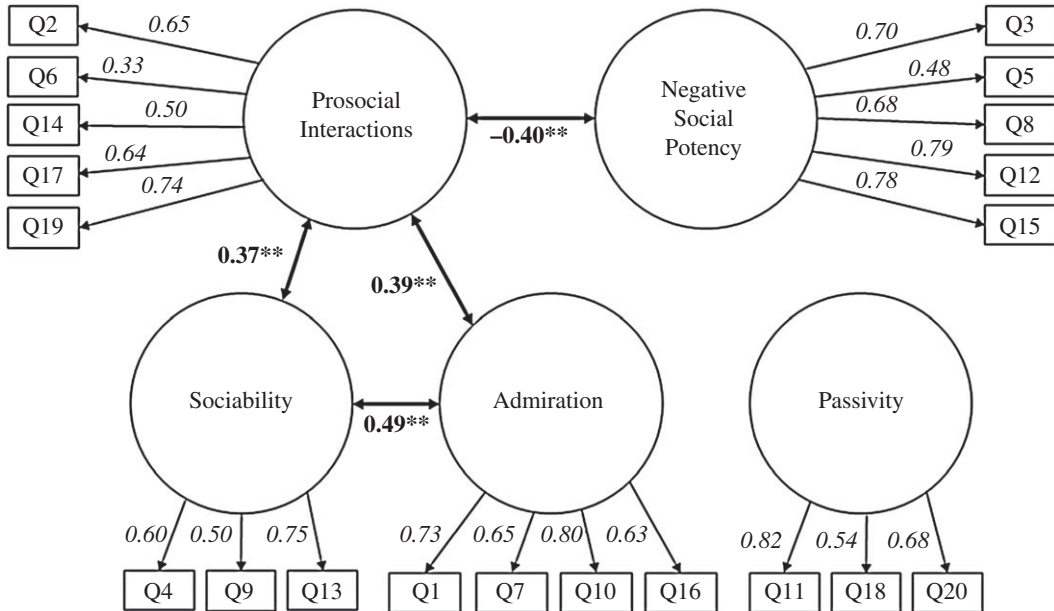 Q2
0.65
Q6
0.33
Q14
0.50
Q17
0.64
Q19
0.74
Prosocial
Interactions
–0.40**
Negative
Social
Potency
0.70
Q3
0.48
Q5
0.68
Q8
0.79
Q12
0.78
Q15
0.37**
0.39**
Sociability
0.49**
Admiration
Passivity
0.60
0.50
0.75
0.73
0.65
0.80
0.63
0.82
0.54
0.68
Q4
Q9
Q13
Q1
Q7
Q10
Q16
Q11
Q18
Q20